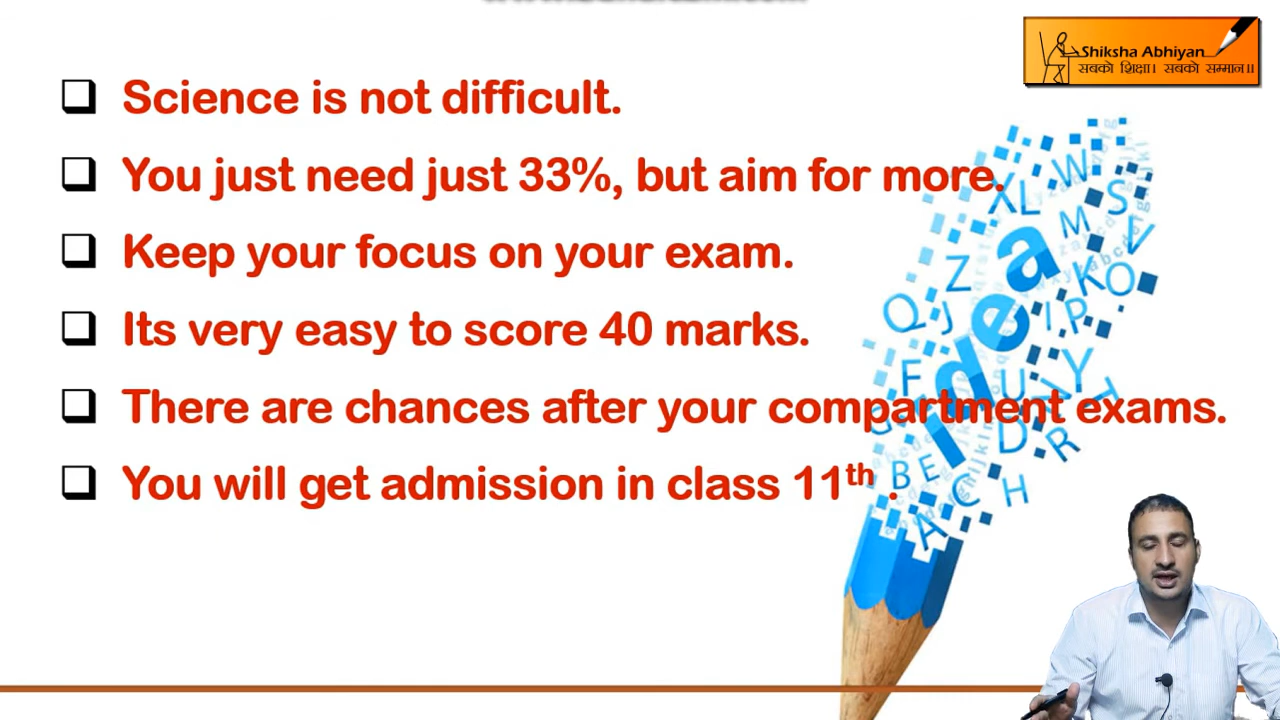 Shiksha Abhiyan
सबको शिक्षा। सबको सम्मान॥
Science is not difficult.
You just need just 33%, but aim for more.
Keep your focus on your exam.
Its very easy to score 40 marks.
There are chances after your compartment exams.
You will get admission in class 11th .
idea